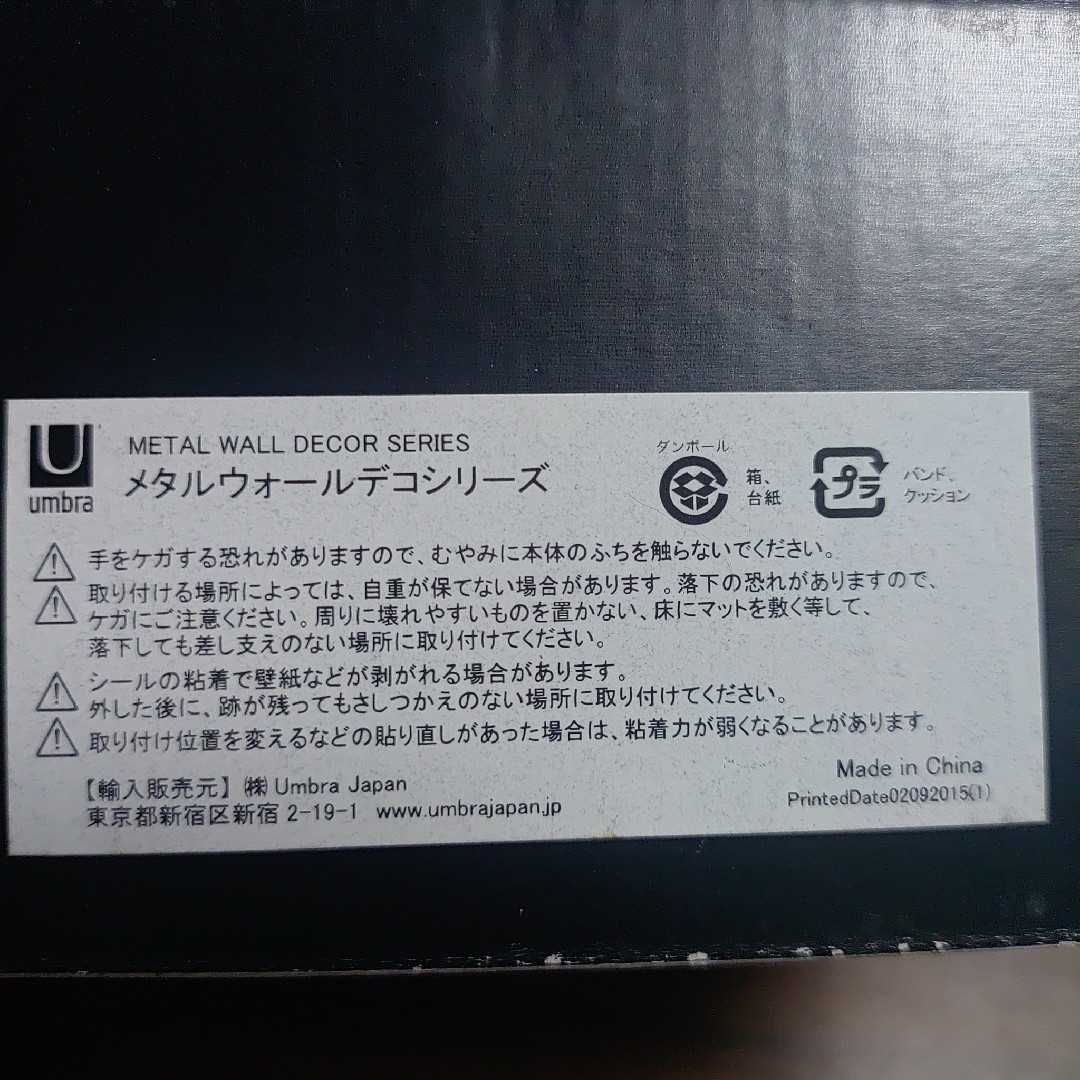 umbra
METAL WALL DECOR SERIES
メタルウォールデコシリーズ
ダンボール
箱、
台紙
プラ
バンド、
クッション
手をケガする恐れがありますので、むやみに本体のふちを触らないでください。
取り付ける場所によっては、自重が保てない場合があります。落下の恐れがありますので、
ケガにご注意ください。周りに壊れやすいものを置かない、床にマットを敷く等して、
落下しても差し支えのない場所に取り付けてください。
シールの粘着で壁紙などが剥がれる場合があります。
外した後に、跡が残ってもさしつかえのない場所に取り付けてください。
取り付け位置を変えるなどの貼り直しがあった場合は、粘着力が弱くなることがあります。
【輸入販売元】 ㈱Umbra Japan
東京都新宿区新宿 2-19-1 www.umbrajapan.jp
Made in China
PrintedDate02092015(1)